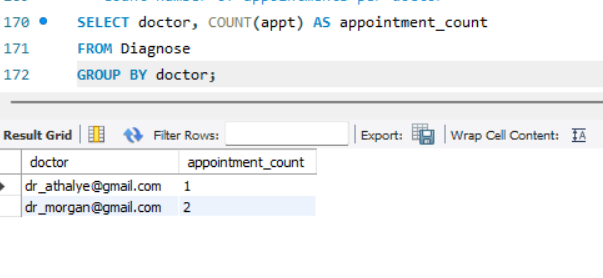 170 SELECT doctor, COUNT(appt) AS appointment_count
171 FROM Diagnose
172 GROUP BY doctor;
Result Grid Filter Rows: Export: Wrap Cell Content: IA
doctor appointment_count
dr_athalye@gmail.com 1
dr_morgan@gmail.com 2